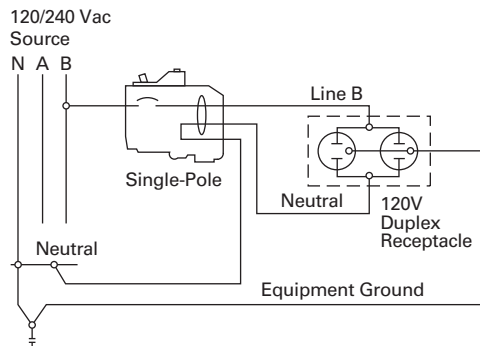 120/240 Vac
Source
N A B
Line B
Single-Pole
Neutral
120V
Duplex
Receptacle
Neutral
Equipment Ground